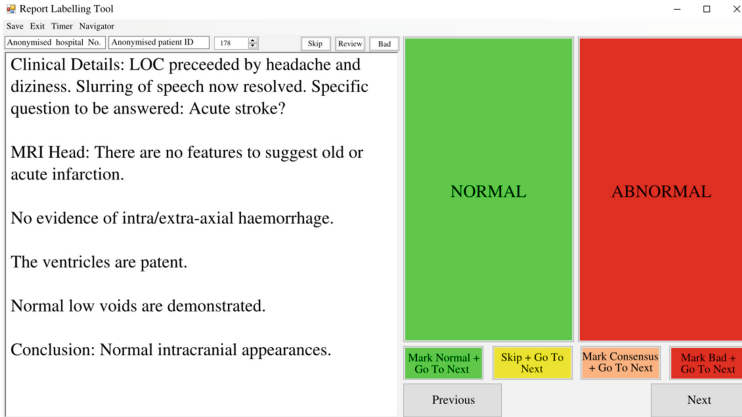 Report Labelling Tool
Save Exit Timer Navigator
Anonymised hospital No. Anonymised patient ID 178 Skip Review Bad
Clinical Details: LOC preceeded by headache and
diziness. Slurring of speech now resolved. Specific
question to be answered: Acute stroke?
MRI Head: There are no features to suggest old or
acute infarction.
No evidence of intra/extra-axial haemorrhage.
The ventricles are patent.
Normal low voids are demonstrated.
Conclusion: Normal intracranial appearances.
NORMAL
ABNORMAL
Mark Normal +
Go To Next
Skip + Go To
Next
Mark Consensus
+ Go To Next
Mark Bad +
Go To Next
Previous
Next